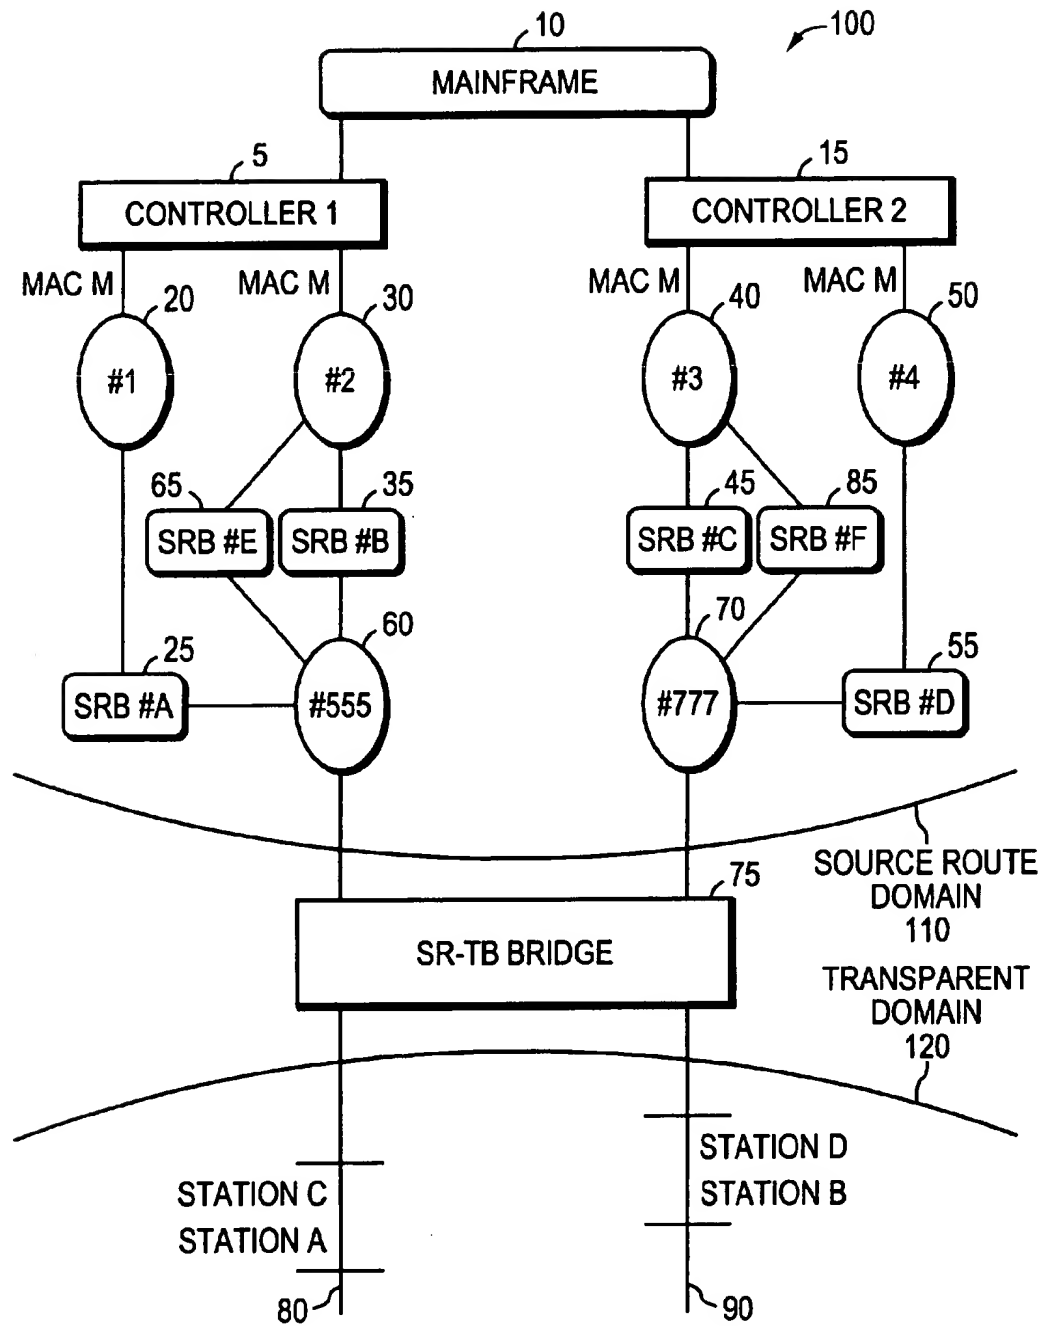 10
100
MAINFRAME
5
15
CONTROLLER 1
CONTROLLER 2
MAC M
MAC M
MAC M
MAC M
20
30
40
50
#1
#2
#3
#4
65
35
45
85
SRB #E
SRB #B
SRB #C
SRB #F
25
60
70
55
SRB #A
#555
#777
SRB #D
SOURCE ROUTE
DOMAIN
110
75
SR-TB BRIDGE
TRANSPARENT
DOMAIN
120
STATION D
STATION C
STATION B
STATION A
80
90